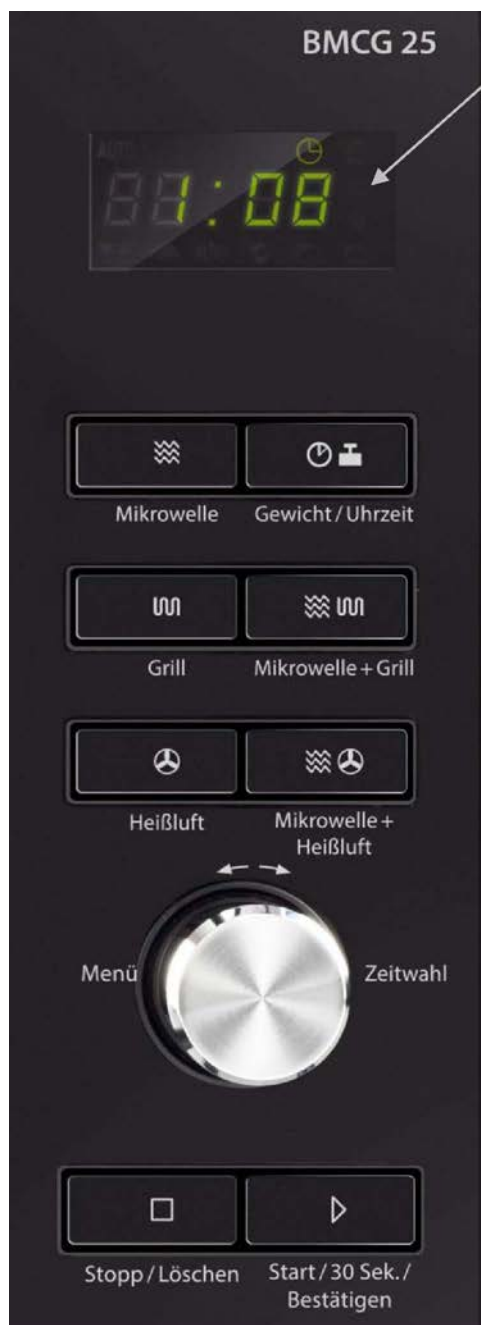 BMCG 25
AUTO
1:08
Mikrowelle
Gewicht / Uhrzeit
Grill
Mikrowelle + Grill
Heißluft
Mikrowelle +
Heißluft
Menü
Zeitwahl
Stopp / Löschen
Start / 30 Sek. /
Bestätigen